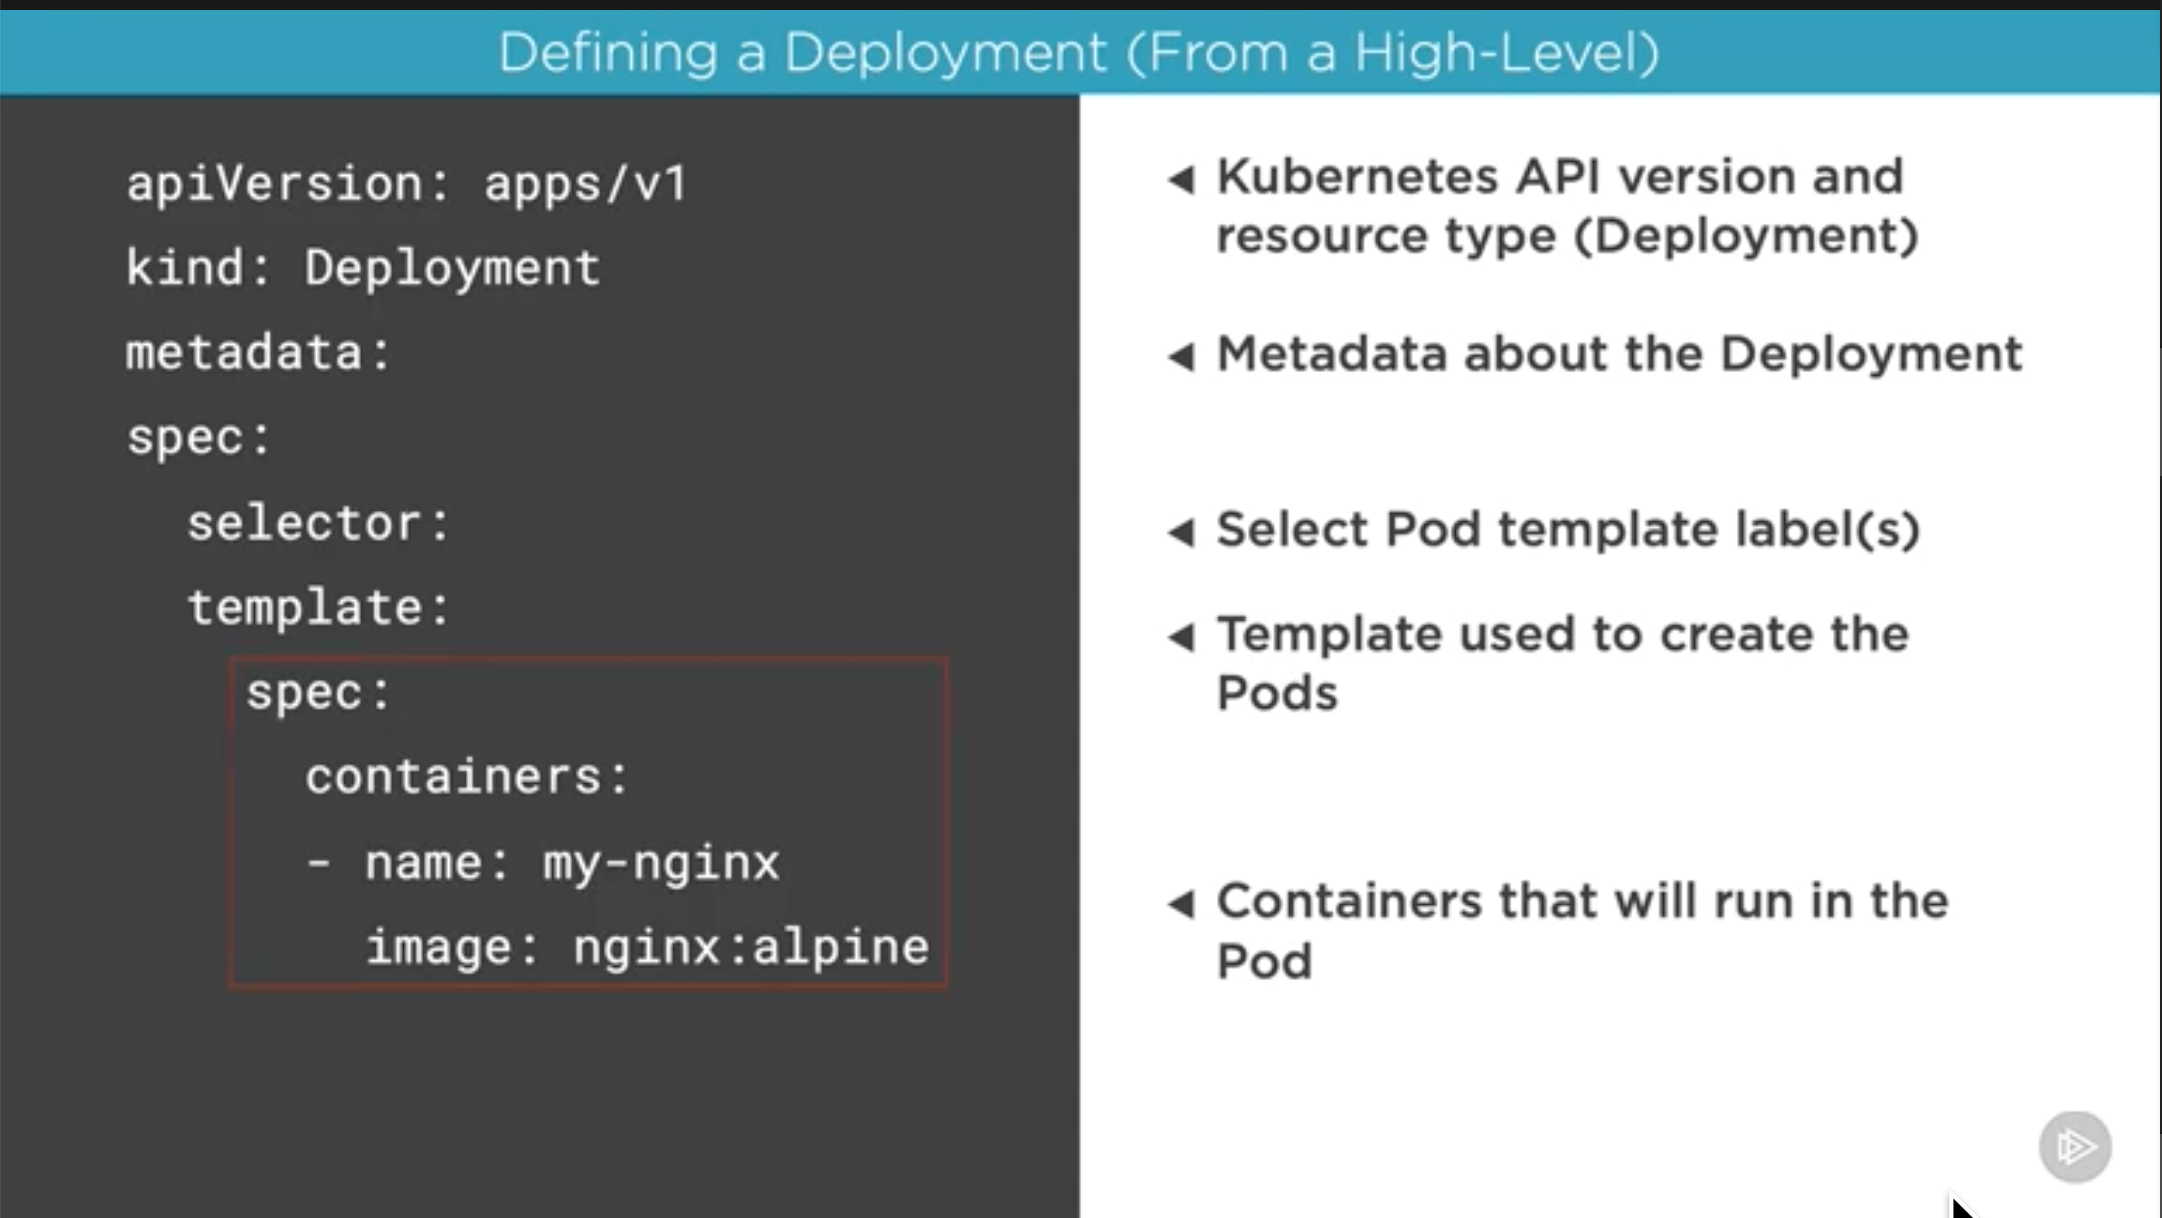 Defining a Deployment (From a High-Level)
apiVersion: apps/v1
kind: Deployment
metadata:
spec:
  selector:
  template:
    spec:
      containers:
      - name: my-nginx
        image: nginx:alpine
Kubernetes API version and
resource type (Deployment)
Metadata about the Deployment
Select Pod template label(s)
Template used to create the
Pods
Containers that will run in the
Pod